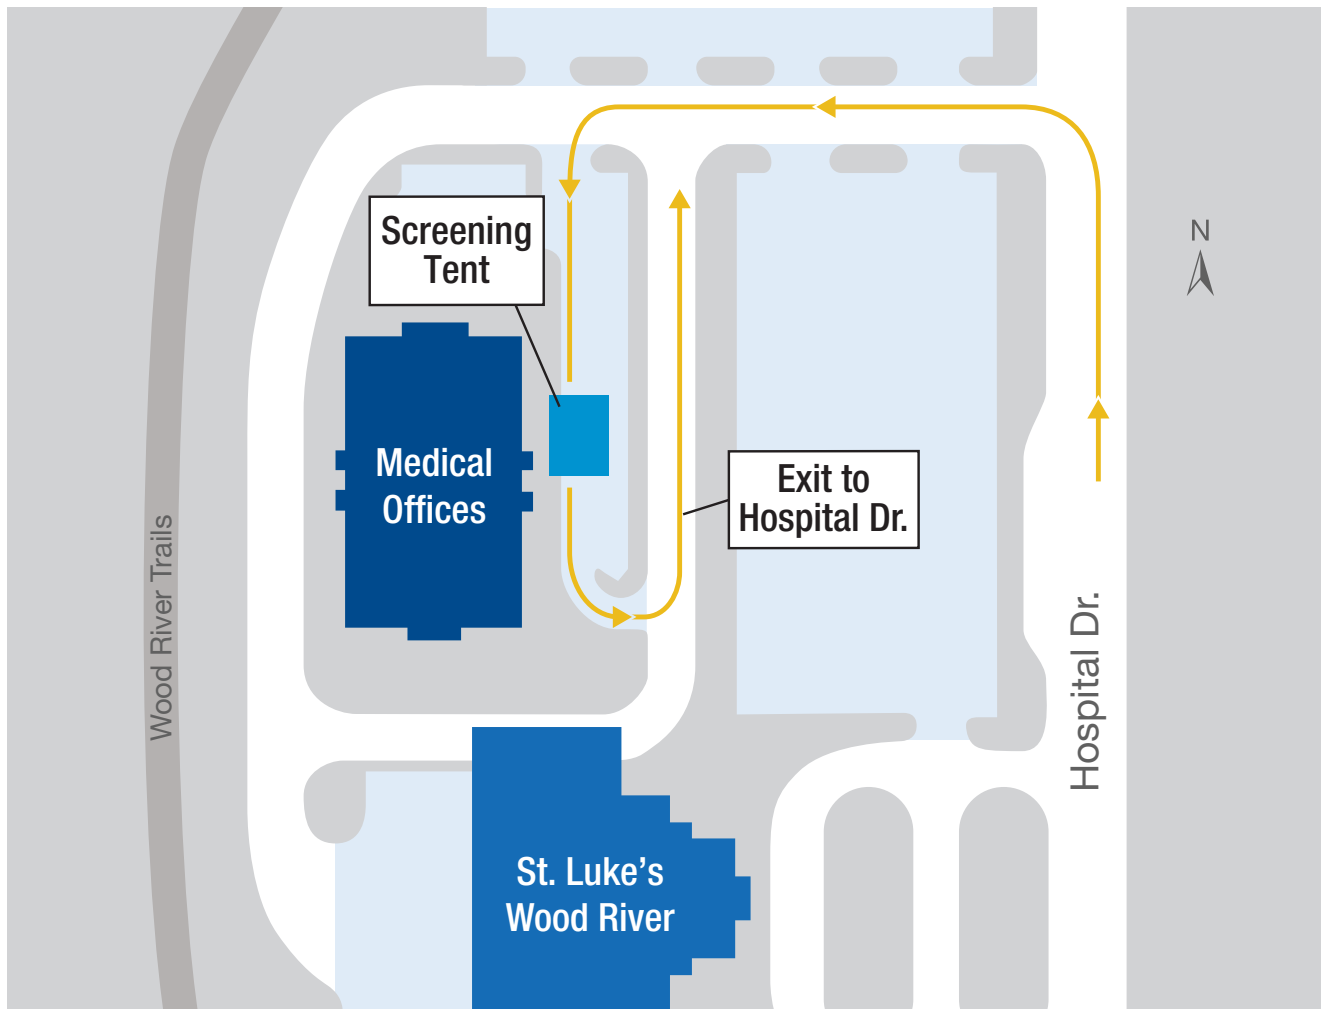 N
Screening
Tent
Medical
Offices
Exit to
Hospital Dr.
Wood River Trails
Hospital Dr.
St. Luke’s
Wood River